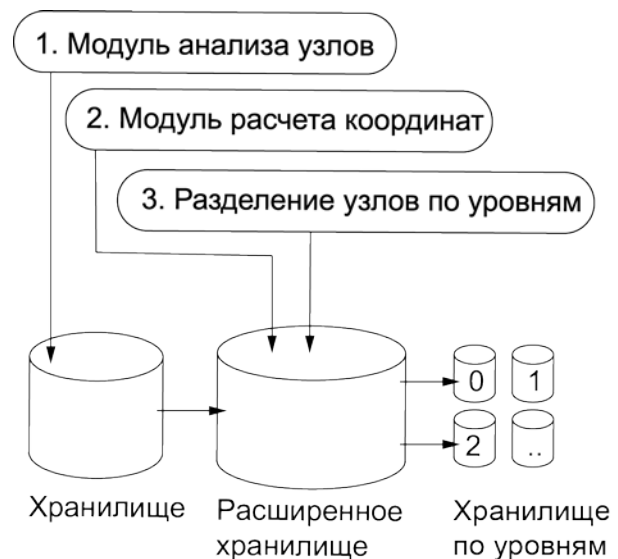 1. Модуль анализа узлов
2. Модуль расчета координат
3. Разделение узлов по уровням
0
1
2
..
Хранилище
Расширенное
хранилище
Хранилище
по уровням